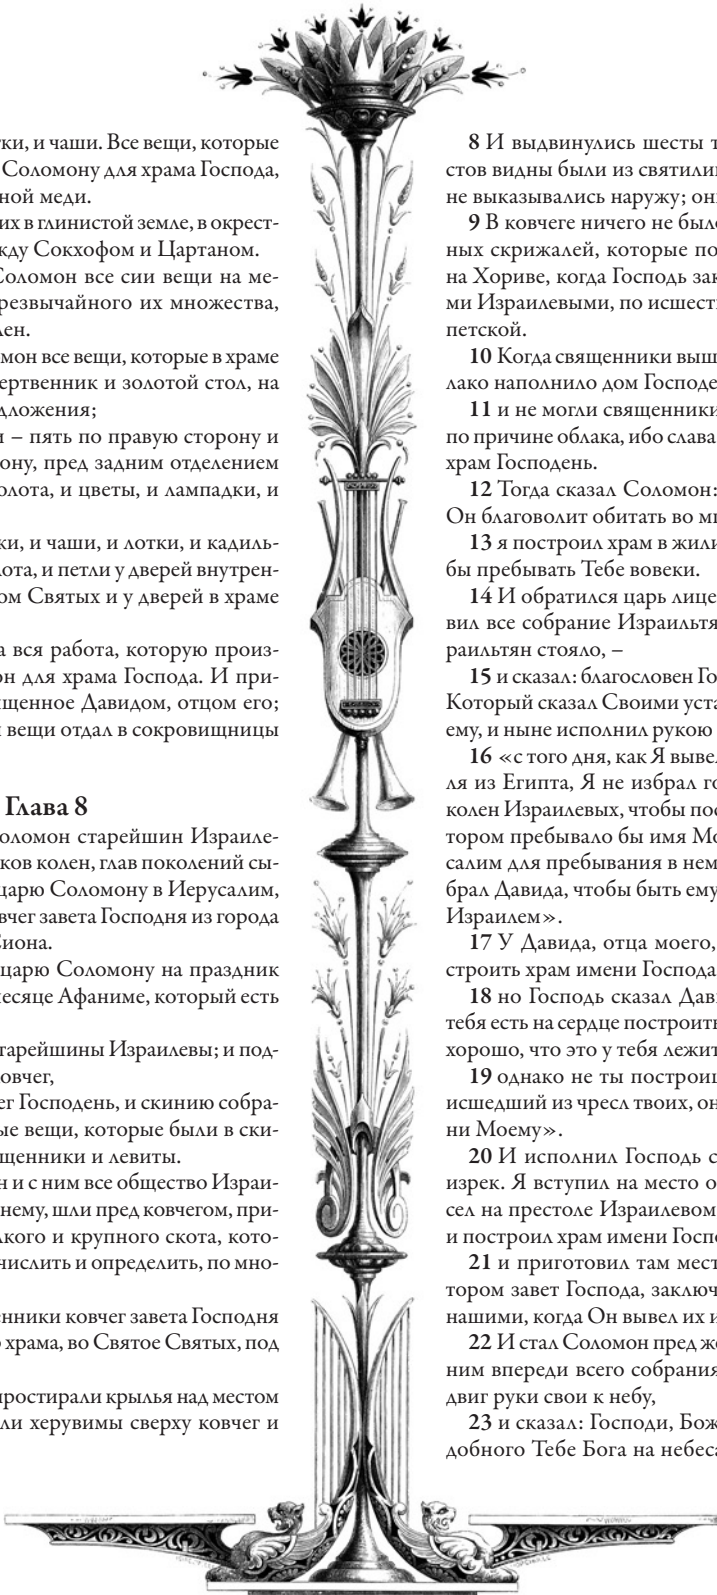 тки, и чаши. Все вещи, которые
Соломону для храма Господа,
ной меди.
их в глинистой земле, в окрест-
жду Сокхофом и Цартаном.
Соломон все сии вещи на ме-
резвычайного их множества,
лен.
мон все вещи, которые в храме
ертвенник и золотой стол, на
дложения;
и – пять по правую сторону и
ону, пред задним отделением
олота, и цветы, и лампадки, и
ки, и чаши, и лотки, и кадиль-
лота, и петли у дверей внутрен-
ом Святых и у дверей в храме
а вся работа, которую произ-
он для храма Господа. И при-
щенное Давидом, отцом его;
и вещи отдал в сокровищницы
Глава 8
оломон старейшин Израиле-
ков колен, глав поколений сы-
царю Соломону в Иерусалим,
вчег завета Господня из города
Сиона.
царю Соломону на праздник
месяце Афаниме, который есть
тарейшины Израилевы; и под-
овчег,
ег Господень, и скинию собра-
ые вещи, которые были в ски-
щенники и левиты.
н и с ним все общество Израи-
нему, шли пред ковчегом, при-
лкого и крупного скота, кото-
числить и определить, по мно-
енники ковчег завета Господня
о храма, во Святое Святых, под
простирали крылья над местом
ли херувимы сверху ковчег и
8 И выдвинулись шесты т
стов видны были из святили
не выказывались наружу; он
9 В ковчеге ничего не был
ных скрижалей, которые по
на Хориве, когда Господь зак
ми Израилевыми, по исшест
петской.
10 Когда священники выш
лако наполнило дом Господе
11 и не могли священники
по причине облака, ибо слава
храм Господень.
12 Тогда сказал Соломон:
Он благоволит обитать во м
13 я построил храм в жили
бы пребывать Тебе вовеки.
14 И обратился царь лице
вил все собрание Израильтя
раильтян стояло, –
15 и сказал: благословен Го
Который сказал Своими уста
ему, и ныне исполнил рукою
16 «с того дня, как Я выве
ля из Египта, Я не избрал го
колен Израилевых, чтобы пос
тором пребывало бы имя Мо
салим для пребывания в нем
брал Давида, чтобы быть ему
Израилем».
17 У Давида, отца моего,
строить храм имени Господа
18 но Господь сказал Дав
тебя есть на сердце построить
хорошо, что это у тебя лежит
19 однако не ты построи
исшедший из чресл твоих, он
ни Моему».
20 И исполнил Господь с
изрек. Я вступил на место о
сел на престоле Израилевом
и построил храм имени Госп
21 и приготовил там мест
тором завет Господа, заключ
нашими, когда Он вывел их и
22 И стал Соломон пред же
ним впереди всего собрания
двиг руки свои к небу,
23 и сказал: Господи, Бож
добного Тебе Бога на небеса